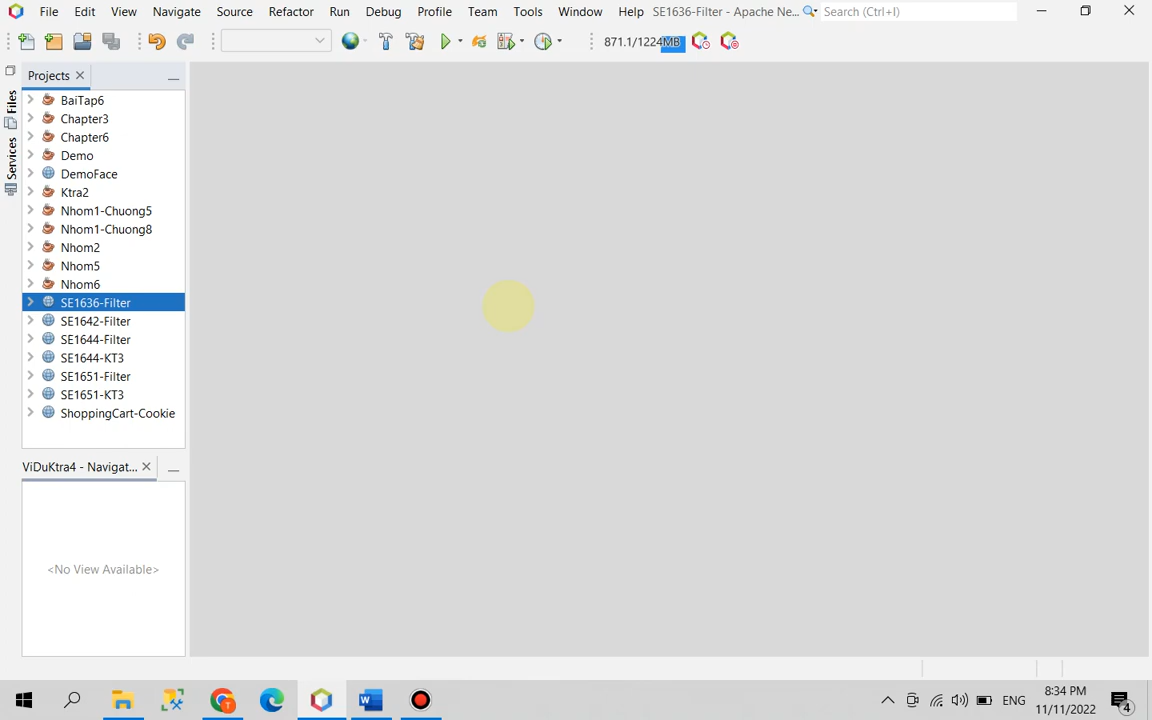 File Edit View Navigate Source Refactor Run Debug Profile Team Tools Window Help SE1636-Filter - Apache Ne... Search (Ctrl+I)
871.1/1224MB
Projects
Files
Services
BaiTap6
Chapter3
Chapter6
Demo
DemoFace
Ktra2
Nhom1-Chuong5
Nhom1-Chuong8
Nhom2
Nhom5
Nhom6
SE1636-Filter
SE1642-Filter
SE1644-Filter
SE1644-KT3
SE1651-Filter
SE1651-KT3
ShoppingCart-Cookie
ViDuKtra4 - Navigat...
<No View Available>
ENG
8:34 PM
11/11/2022
4